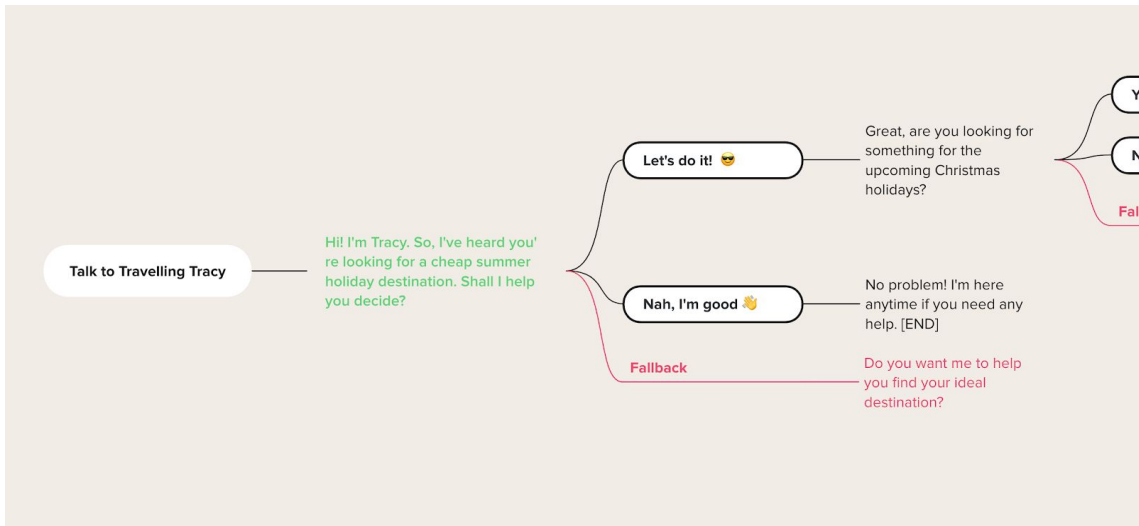 Talk to Travelling Tracy
Hi! I'm Tracy. So, I've heard you'
re looking for a cheap summer
holiday destination. Shall I help
you decide?
Let's do it! 😎
Great, are you looking for
something for the
upcoming Christmas
holidays?
Nah, I'm good 👋
No problem! I'm here
anytime if you need any
help. [END]
Fallback
Do you want me to help
you find your ideal
destination?